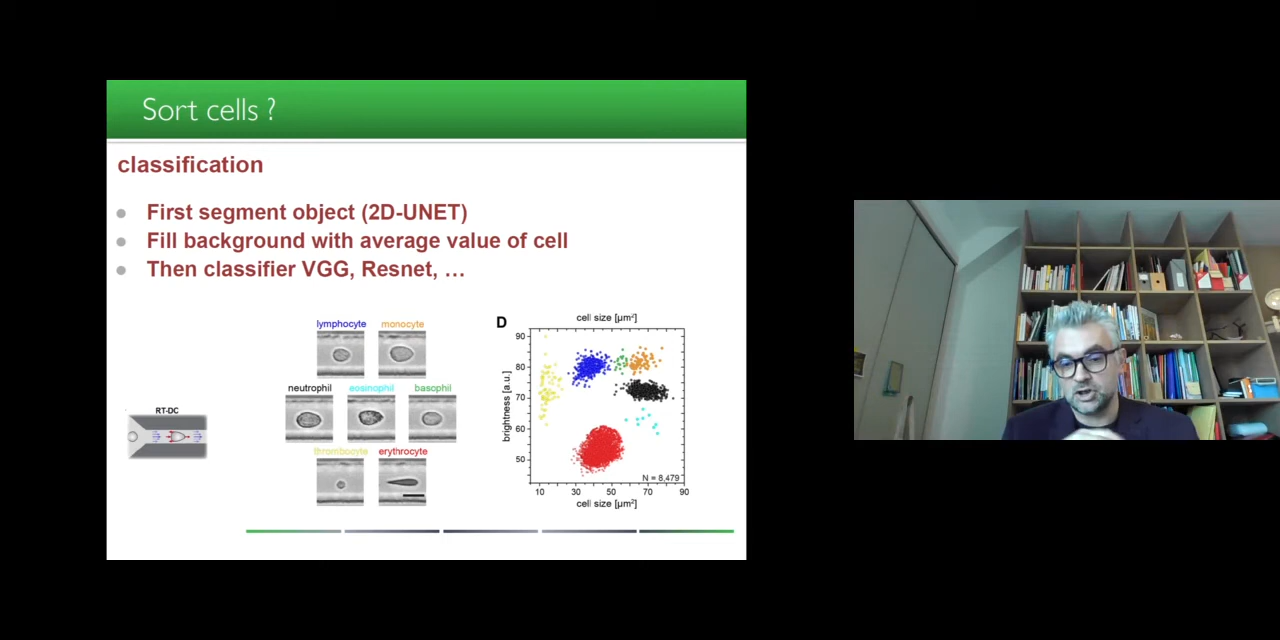 Sort cells ?
classification
First segment object (2D-UNET)
Fill background with average value of cell
Then classifier VGG, Resnet, ...
RT-DC
lymphocyte
monocyte
neutrophil
eosinophil
basophil
thrombocyte
erythrocyte
D
cell size [µm²]
brightness [a.u.]
90
80
70
60
50
N = 8,479
10
30
50
70
90
cell size [µm²]